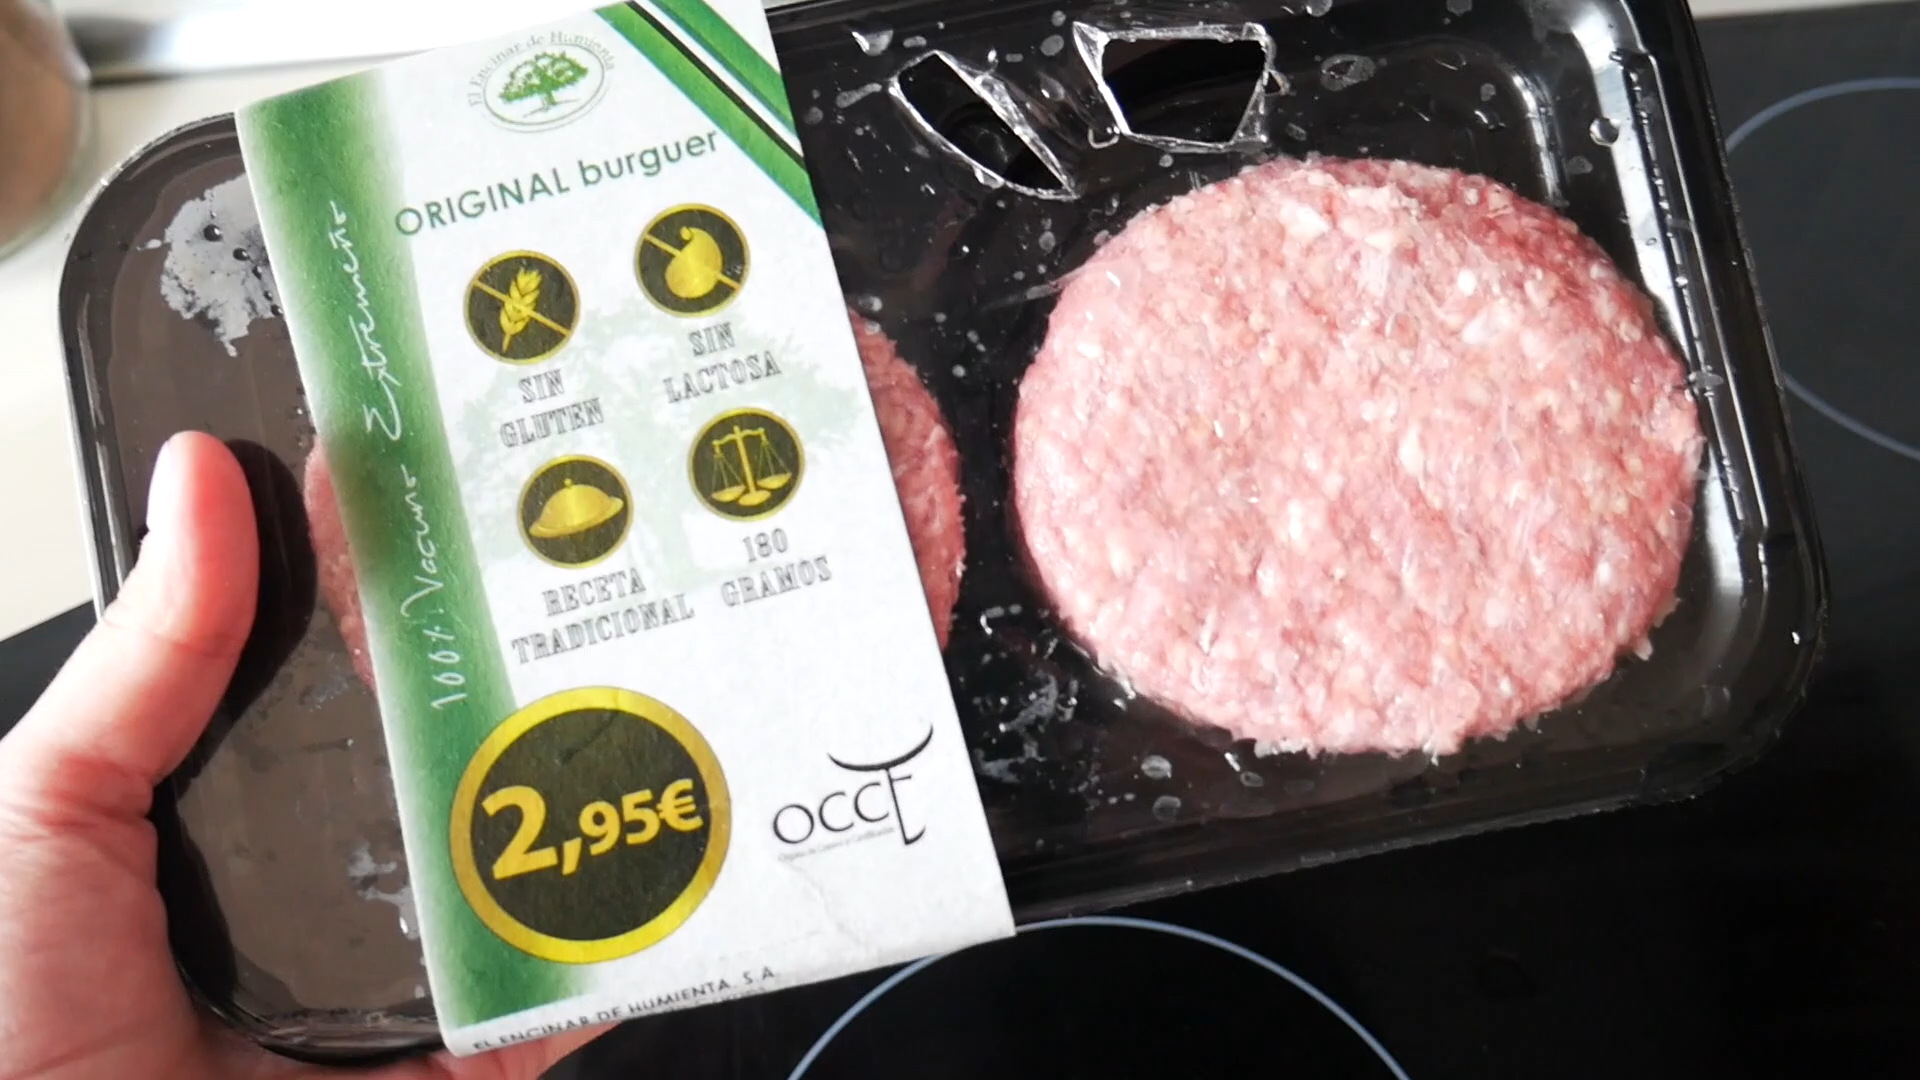 El Encinar de Humienta
ORIGINAL burguer
SIN
GLUTEN
SIN
LACTOSA
RECETA
TRADICIONAL
180
GRAMOS
100% Vacuno Extremeño
2,95€
OCCE
EL ENCINAR DE HUMIENTA, S.A.